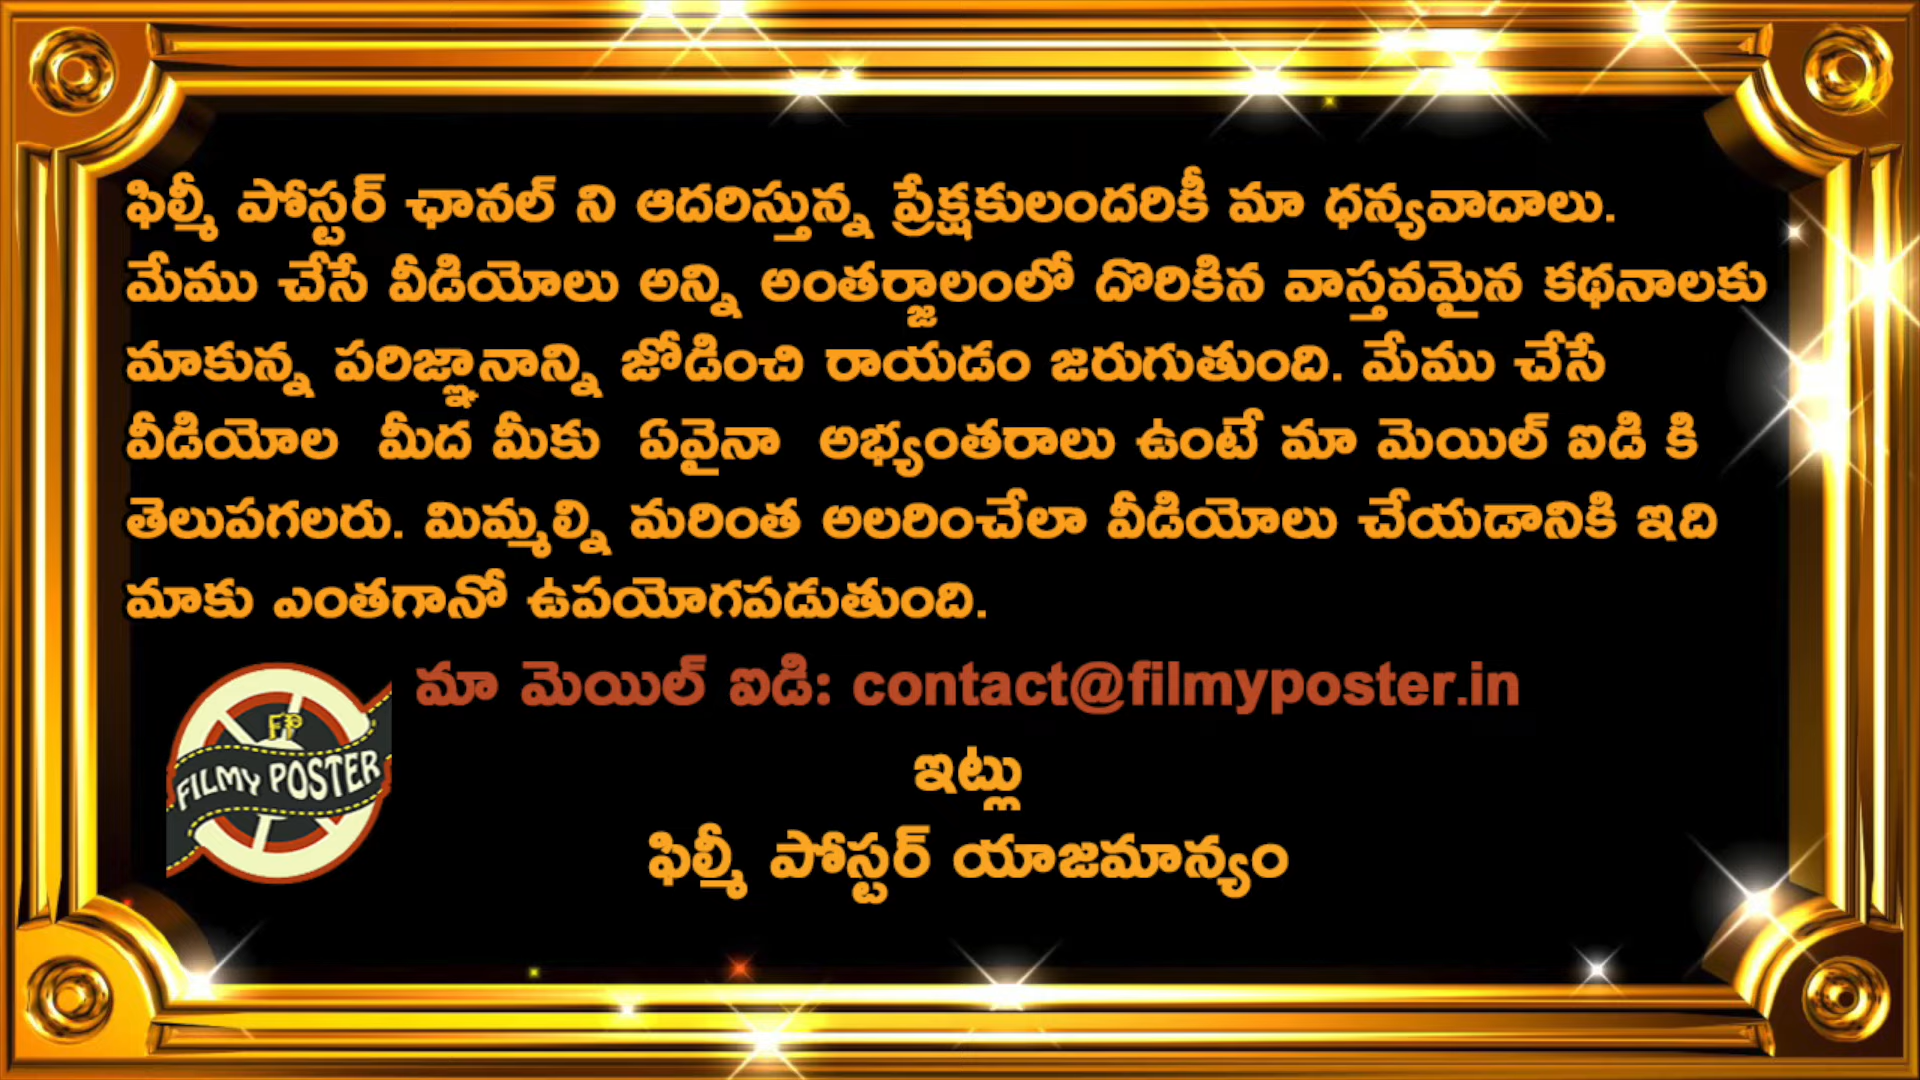 ఫిల్మీ పోస్టర్ ఛానల్ ని ఆదరిస్తున్న ప్రేక్షకులందరికీ మా ధన్యవాదాలు.
మేము చేసే వీడియోలు అన్ని అంతర్జాలంలో దొరికిన వాస్తవమైన కథనాలకు
మాకున్న పరిజ్ఞానాన్ని జోడించి రాయడం జరుగుతుంది. మేము చేసే
వీడియోల మీద మీకు ఏవైనా అభ్యంతరాలు ఉంటే మా మెయిల్ ఐడి కి
తెలుపగలరు. మిమ్మల్ని మరింత అలరించేలా వీడియోలు చేయడానికి ఇది
మాకు ఎంతగానో ఉపయోగపడుతుంది.
మా మెయిల్ ఐడి: contact@filmyposter.in
FP
FILMY POSTER
ఇట్లు
ఫిల్మీ పోస్టర్ యాజమాన్యం